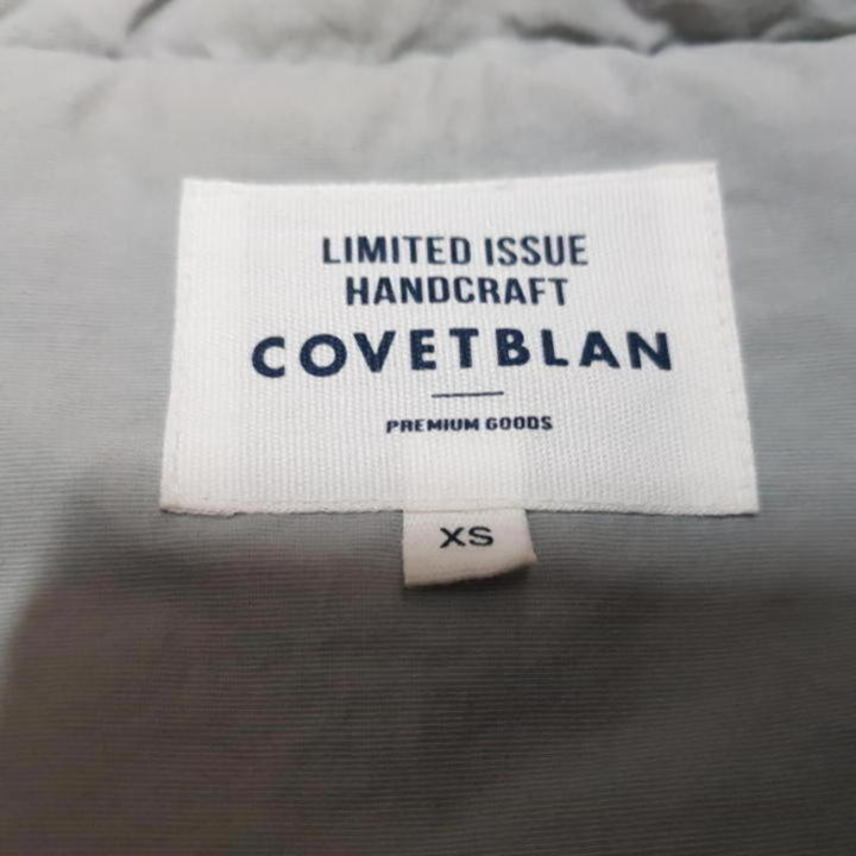 LIMITED ISSUE
HANDCRAFT
COVETBLAN
PREMIUM GOODS
XS